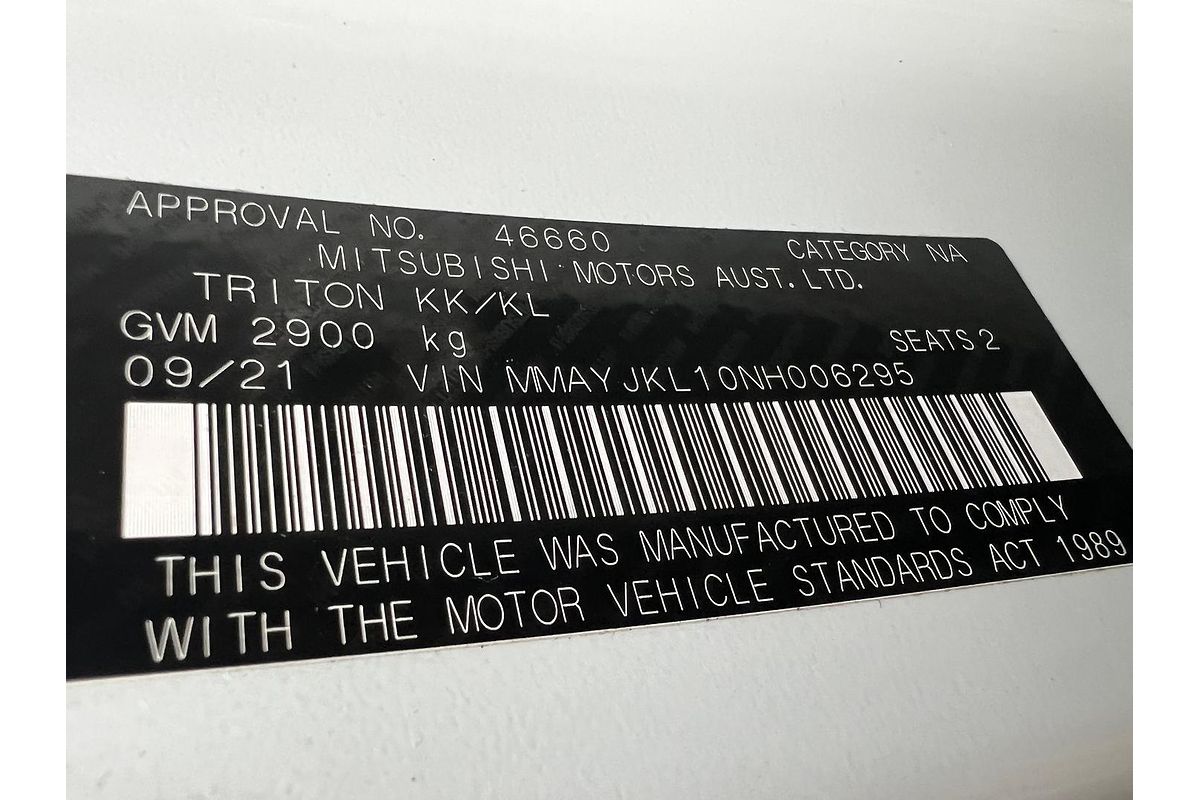 APPROVAL NO. 46660 CATEGORY NA
MITSUBISHI MOTORS AUST. LTD.
TRITON KK/KL
GVM 2900 kg SEATS 2
09/21 VIN MMAYJKL10NH006295
THIS VEHICLE WAS MANUFACTURED TO COMPLY
WITH THE MOTOR VEHICLE STANDARDS ACT 1989